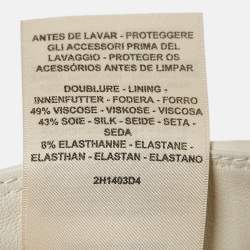 ANTES DE LAVAR - PROTEGGERE
GLI ACCESSORI PRIMA DEL
LAVAGGIO - PROTEGER OS
ACESSÓRIOS ANTES DE LIMPAR
DOUBLURE - LINING -
INNENFUTTER - FODERA - FORRO
49% VISCOSE - VISKOSE - VISCOSA
43% SOIE - SILK - SEIDE - SETA -
SEDA
8% ELASTHANNE - ELASTANE -
ELASTHAN - ELASTAN - ELASTANO
2H1403D4